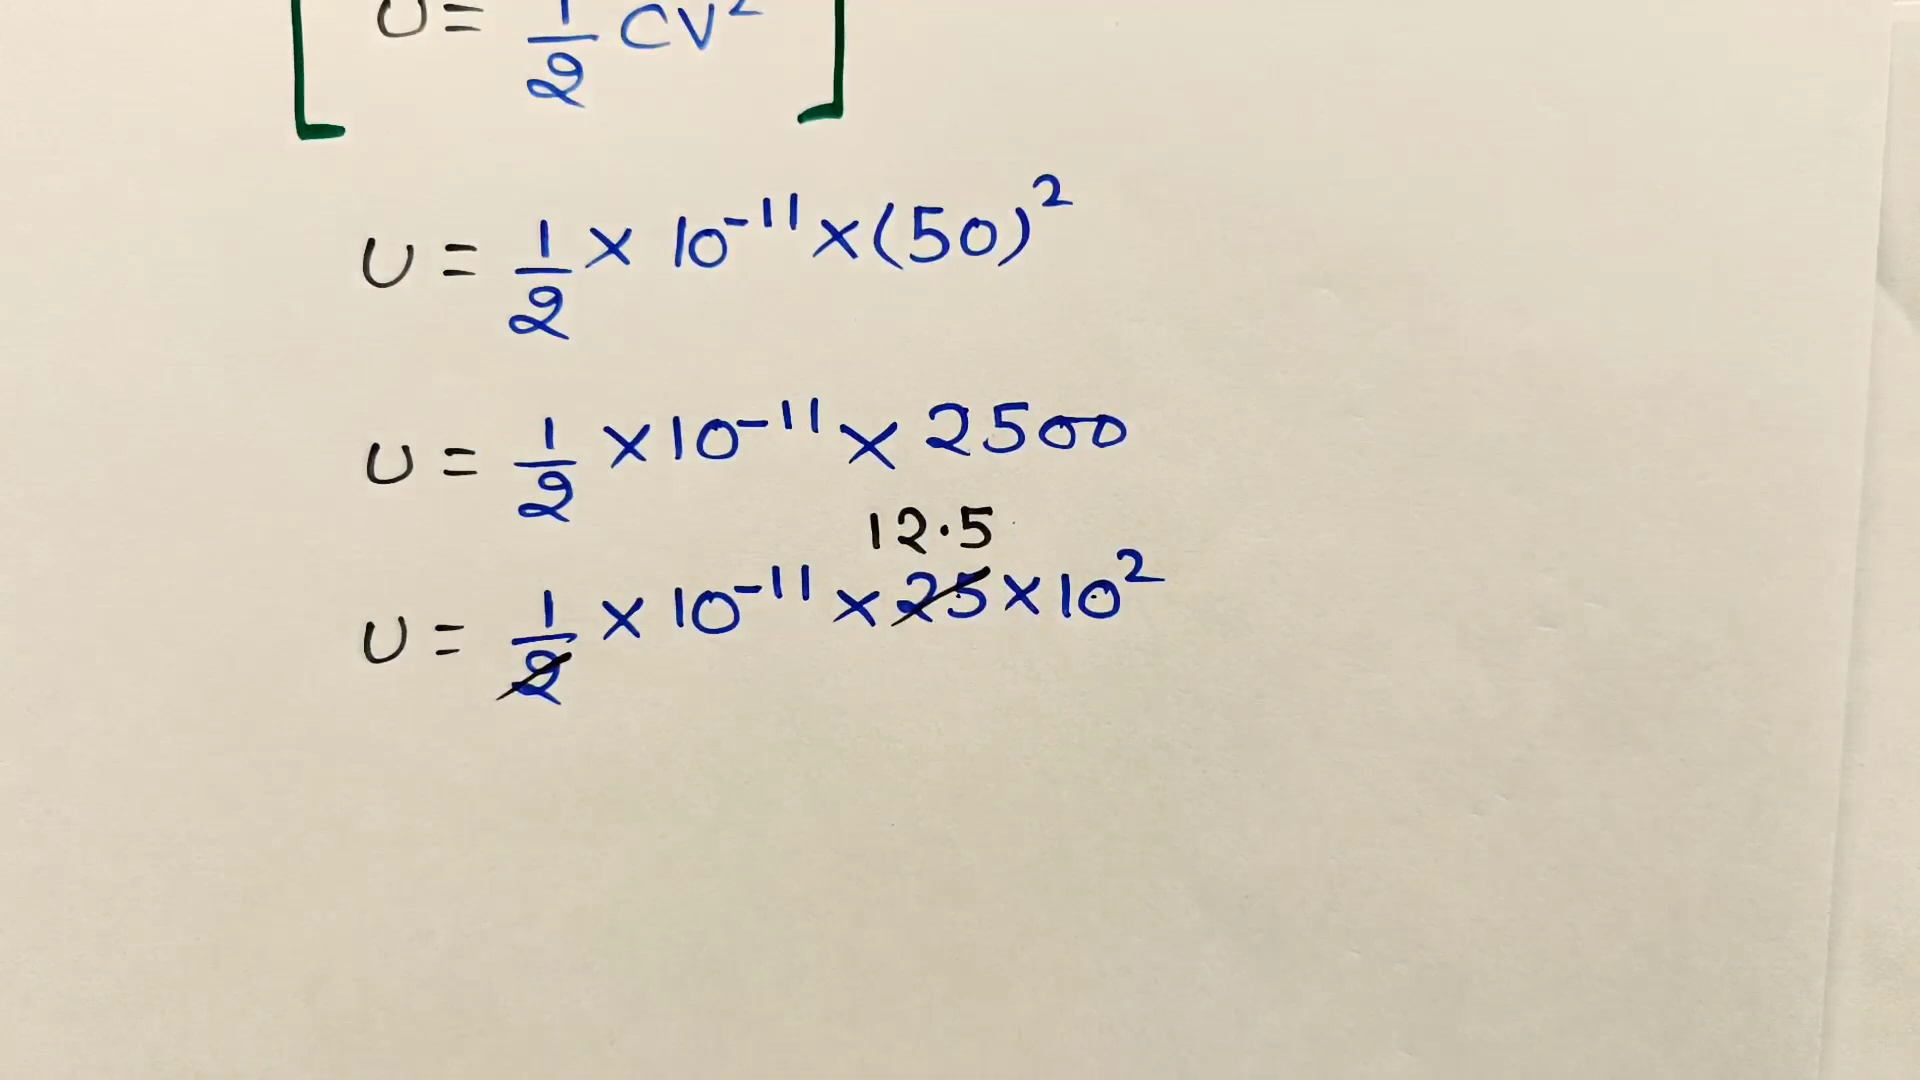 [U = 1/2 CV²]
U = 1/2 × 10⁻¹¹ × (50)²
U = 1/2 × 10⁻¹¹ × 2500
12.5
U = 1/2 × 10⁻¹¹ × 25 × 10²